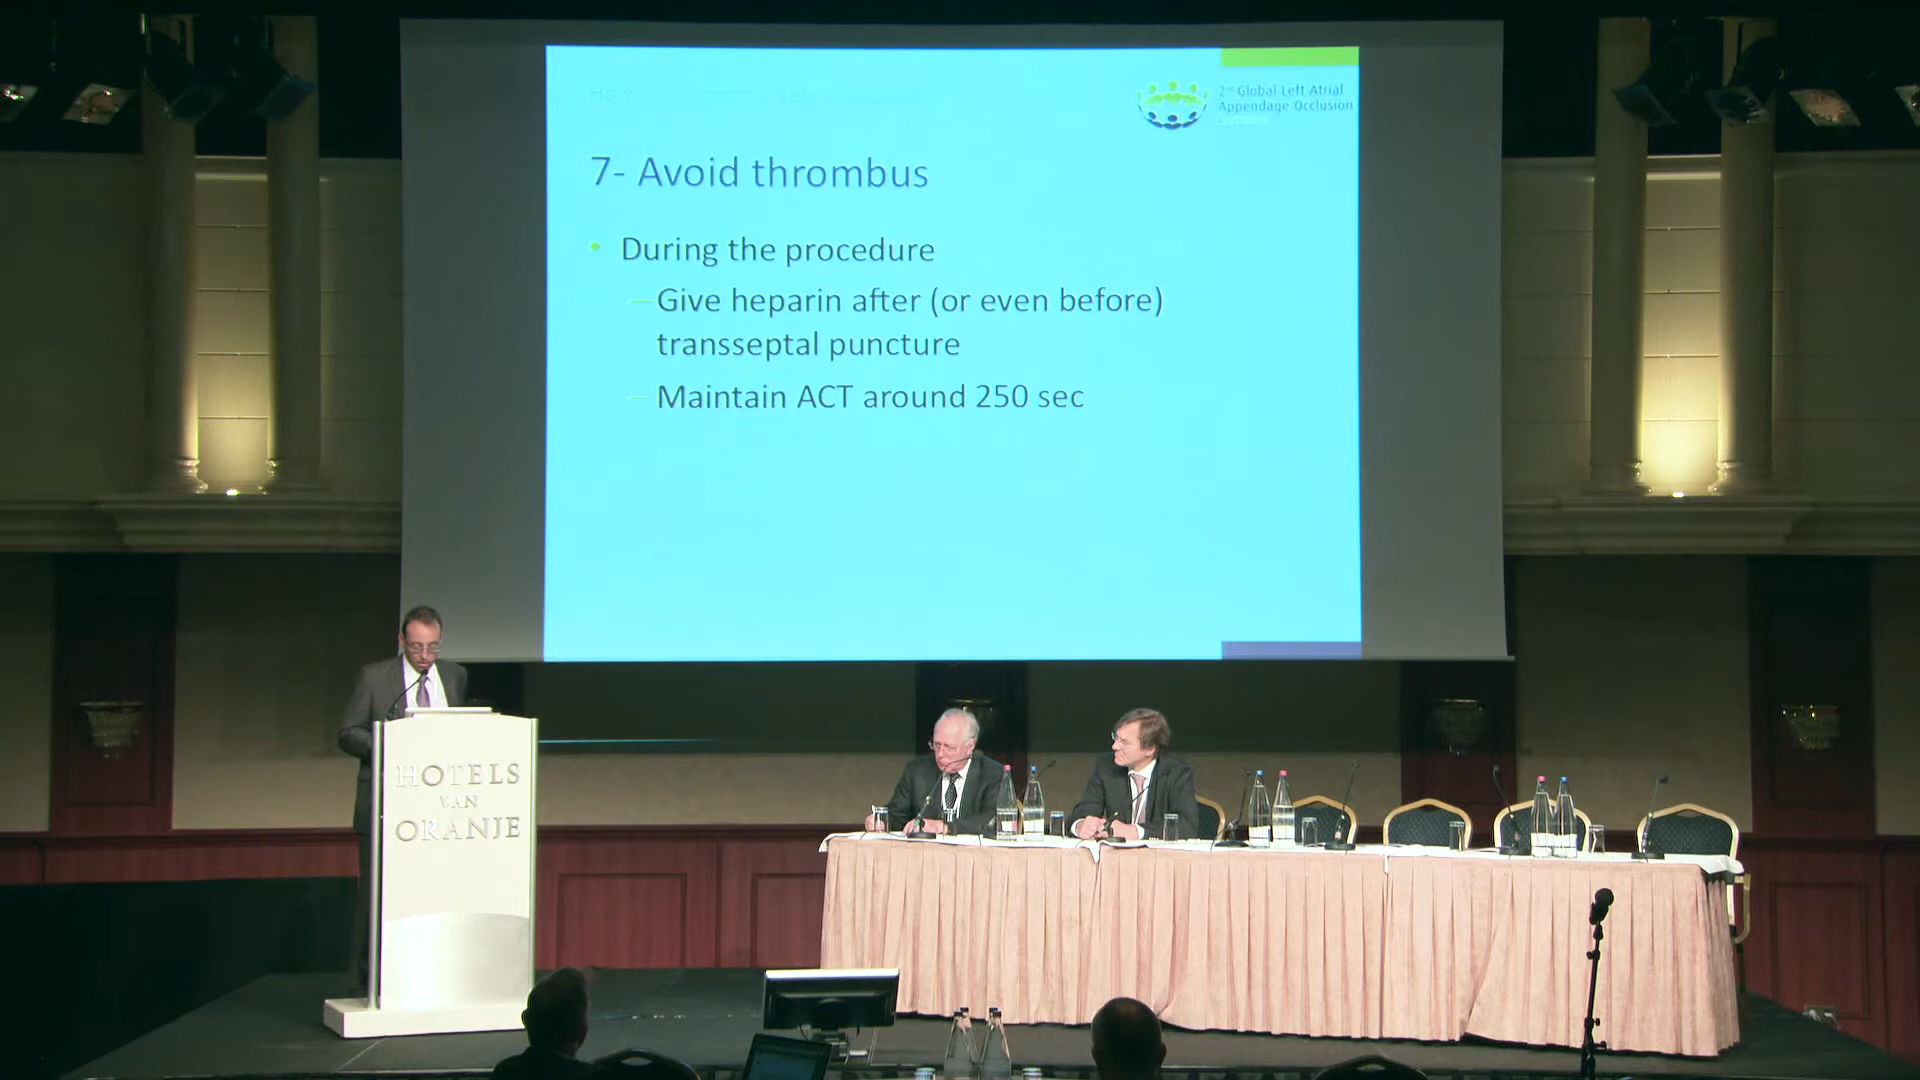 2nd Global Left Atrial
Appendage Occlusion
Summit
7- Avoid thrombus
• During the procedure
– Give heparin after (or even before)
transseptal puncture
– Maintain ACT around 250 sec
HOTELS
VAN
ORANJE